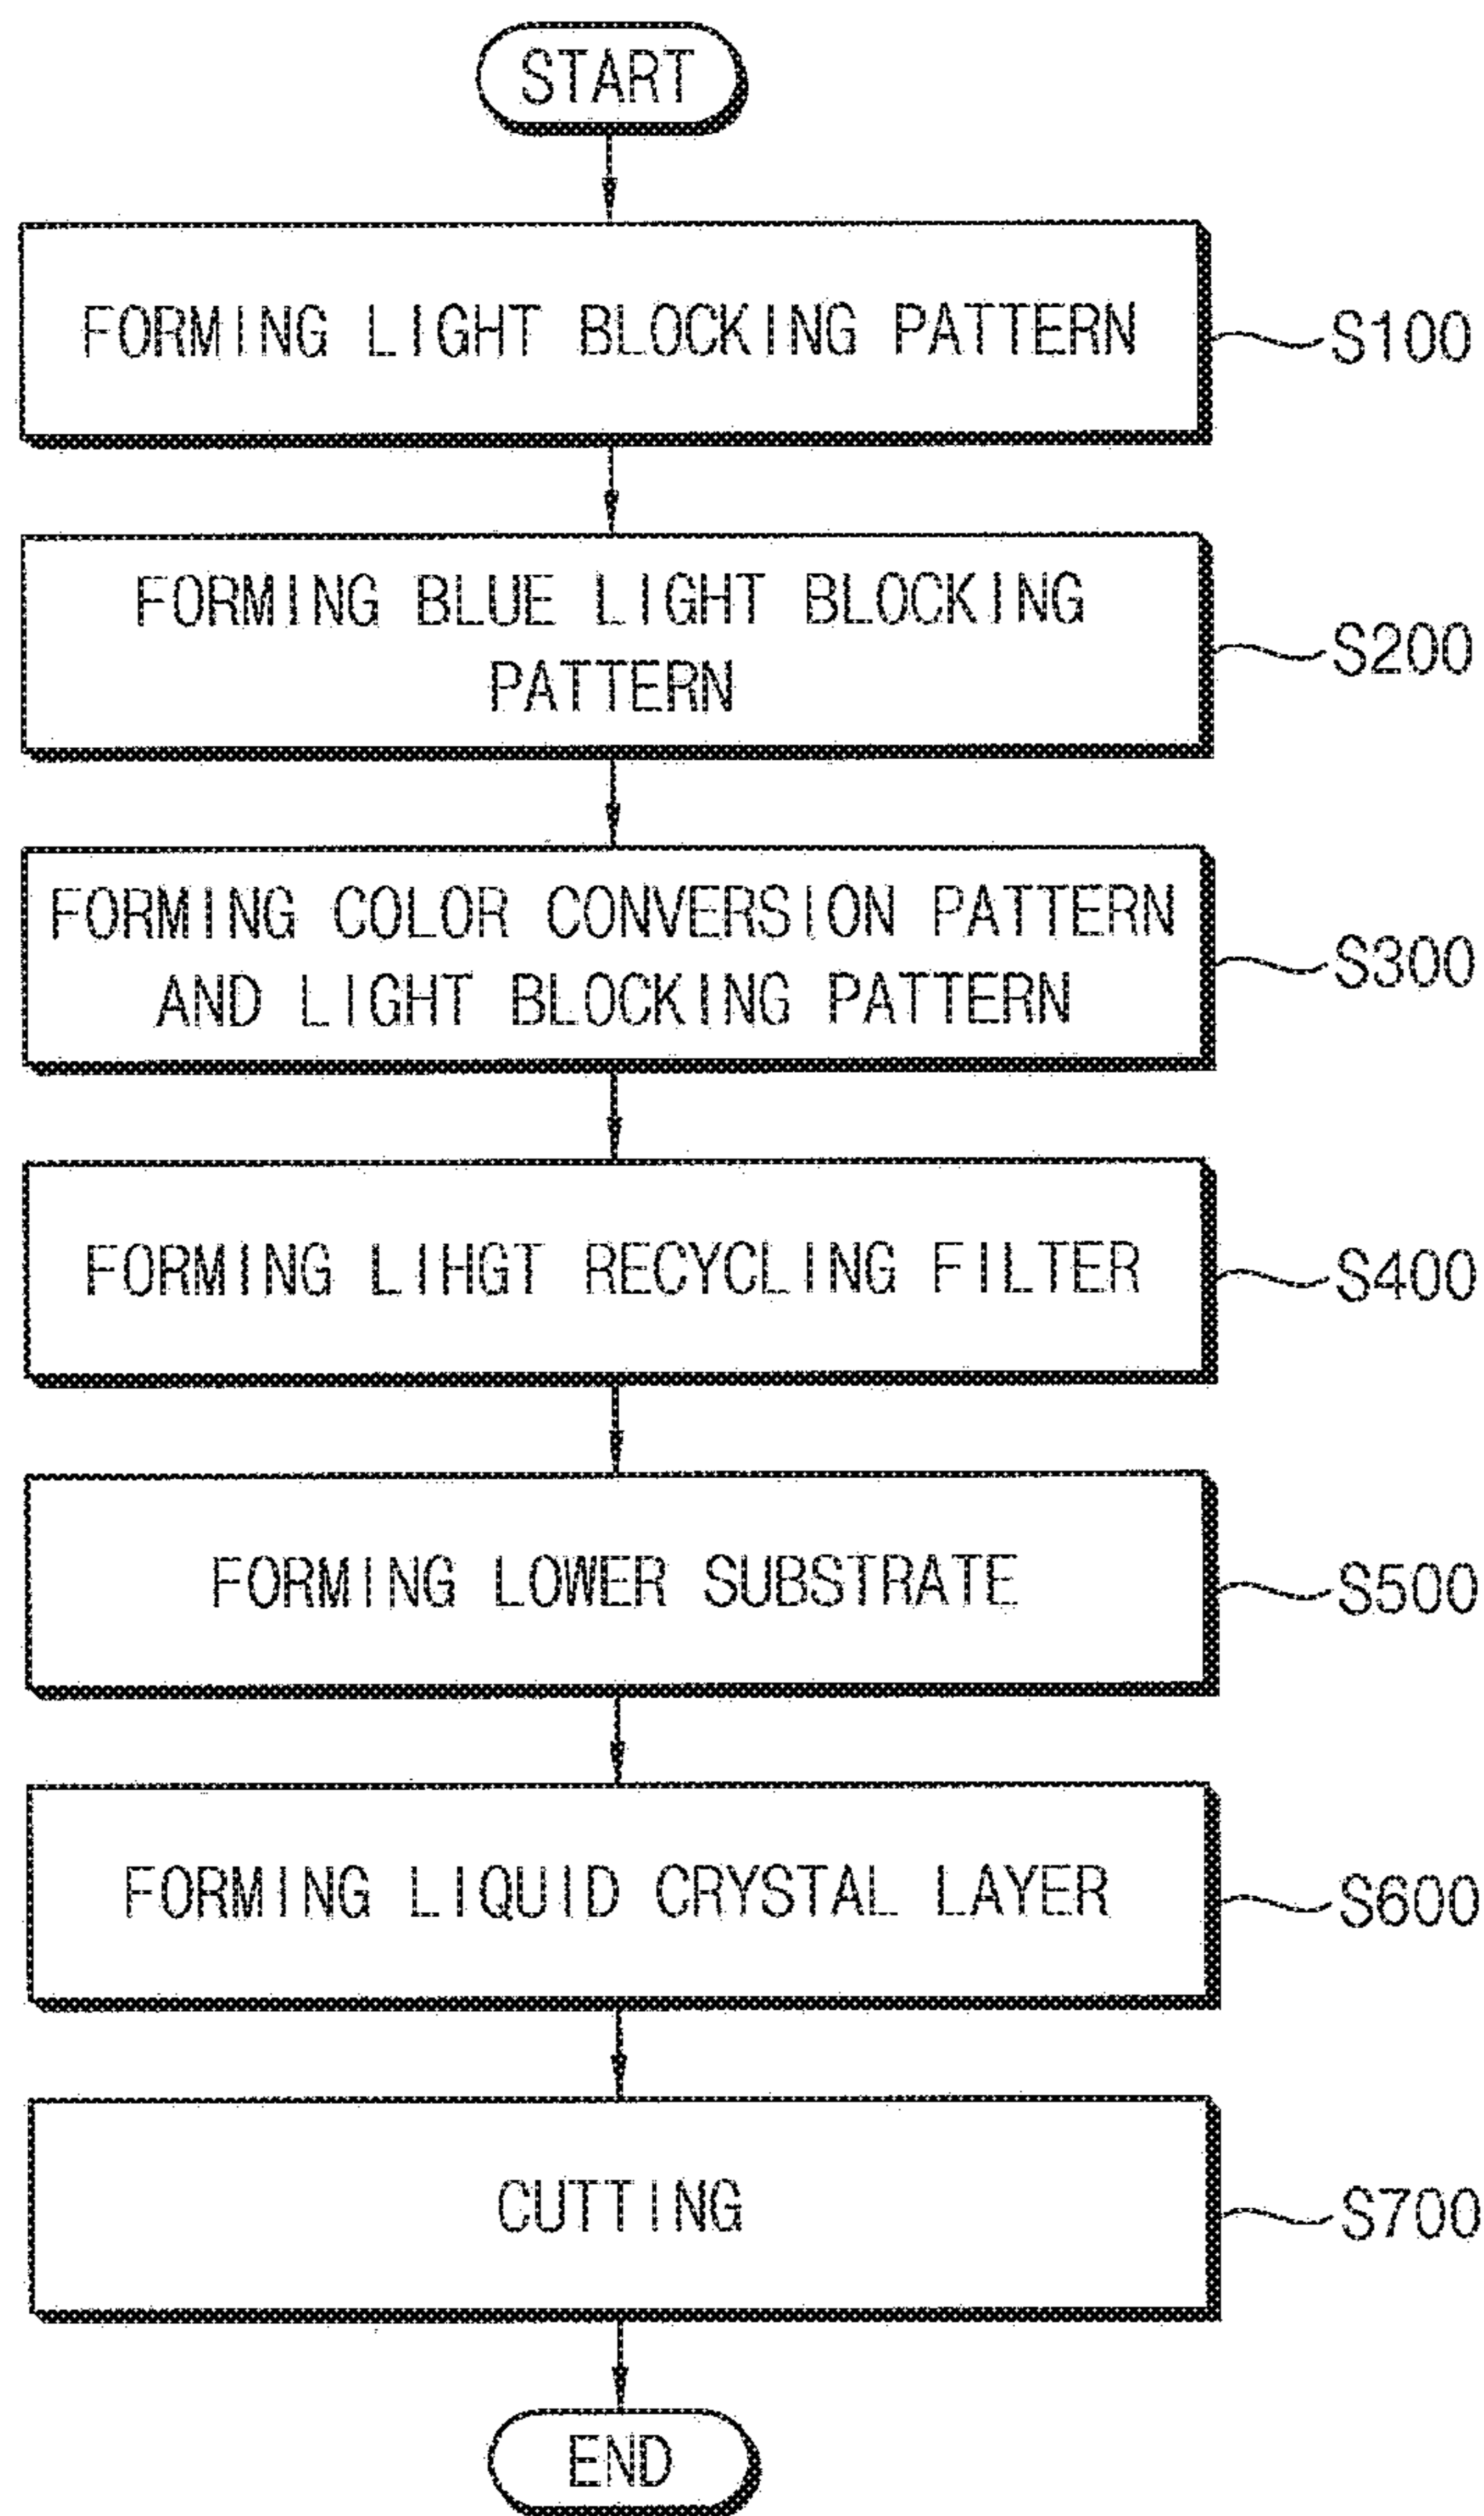 START
FORMING LIGHT BLOCKING PATTERN
S100
FORMING BLUE LIGHT BLOCKING
PATTERN
S200
FORMING COLOR CONVERSION PATTERN
AND LIGHT BLOCKING PATTERN
S300
FORMING LIHGT RECYCLING FILTER
S400
FORMING LOWER SUBSTRATE
S500
FORMING LIQUID CRYSTAL LAYER
S600
CUTTING
S700
END